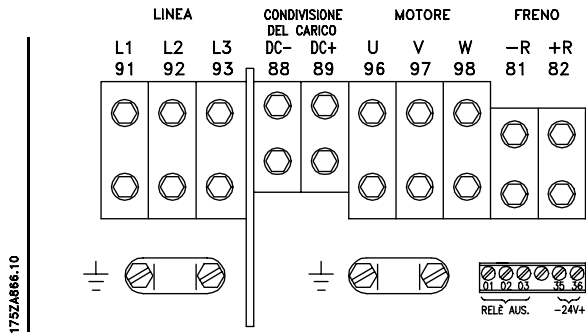 LINEA CONDIVISIONE DEL CARICO MOTORE FRENO
L1 L2 L3 DC- DC+ U V W -R +R
91 92 93 88 89 96 97 98 81 82
01 02 03 35 36
RELÈ AUS. -24V+
175ZA866.10